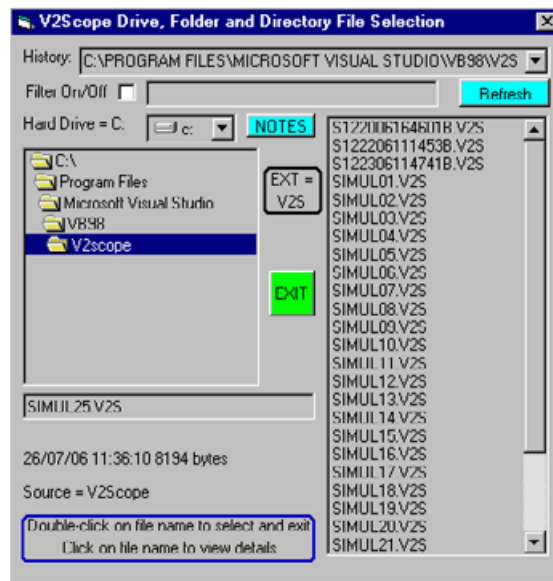 V2Scope Drive, Folder and Directory File Selection
History: C:\PROGRAM FILES\MICROSOFT VISUAL STUDIO\VB98\V2S
Filter On/Off
Refresh
Hard Drive = C.
c:
NOTES
C:\
Program Files
Microsoft Visual Studio
VB98
V2scope
EXT =
V2S
EXIT
SIMUL25.V2S
26/07/06 11:36:10 8194 bytes
Source = V2Scope
Double-click on file name to select and exit
Click on file name to view details
S122006164601B.V2S
S122206111453B.V2S
S122306114741B.V2S
SIMUL01.V2S
SIMUL02.V2S
SIMUL03.V2S
SIMUL04.V2S
SIMUL05.V2S
SIMUL06.V2S
SIMUL07.V2S
SIMUL08.V2S
SIMUL09.V2S
SIMUL10.V2S
SIMUL11.V2S
SIMUL12.V2S
SIMUL13.V2S
SIMUL14.V2S
SIMUL15.V2S
SIMUL16.V2S
SIMUL17.V2S
SIMUL18.V2S
SIMUL19.V2S
SIMUL20.V2S
SIMUL21.V2S